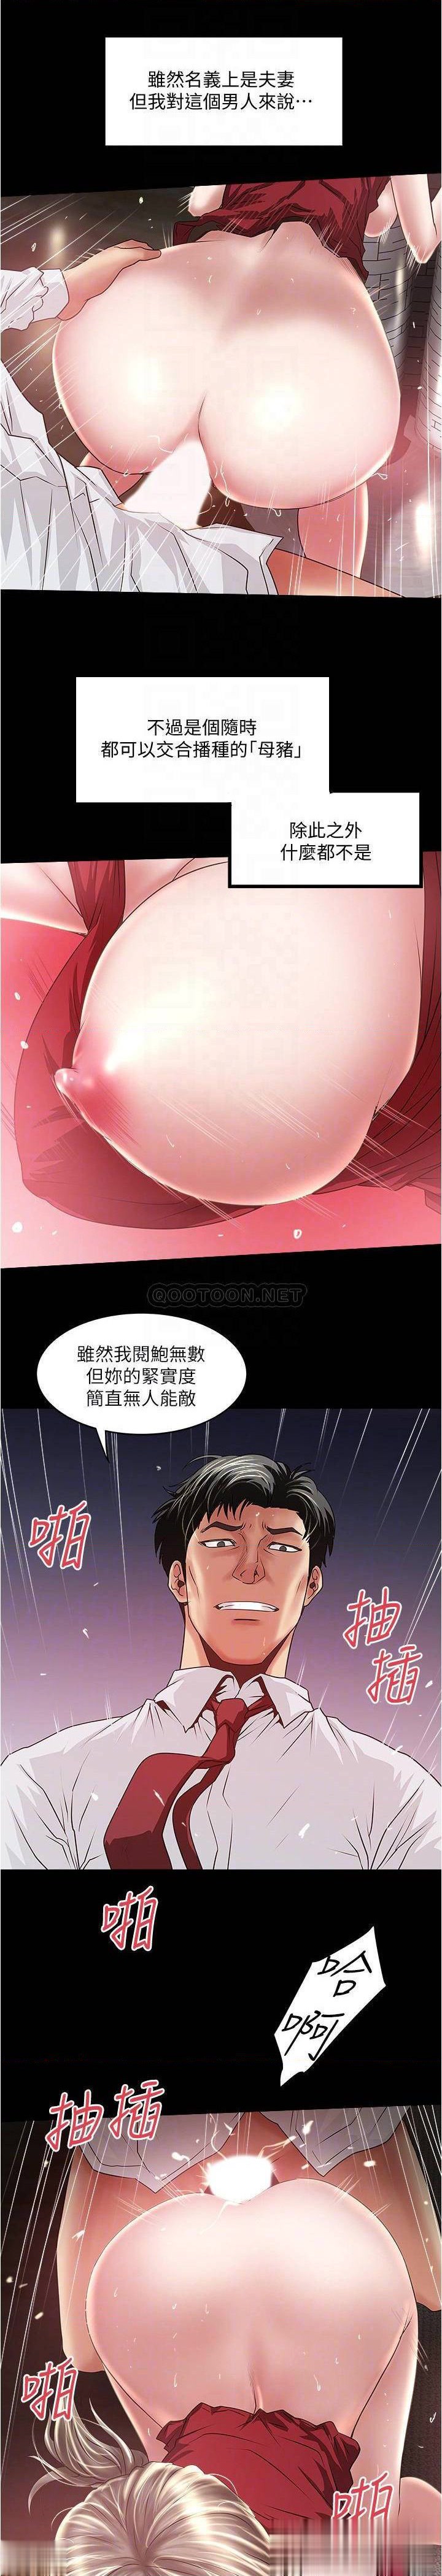 雖然名義上是夫妻
但我對這個男人來說⋯
不過是個隨時
都可以交合播種的「母豬」
除此之外
什麼都不是
QOOTOON.NET
雖然我閱鮑無數
但妳的緊實度
簡直無人能敵
啪
抽
插
啪
哈
啊
抽插
啪
啪